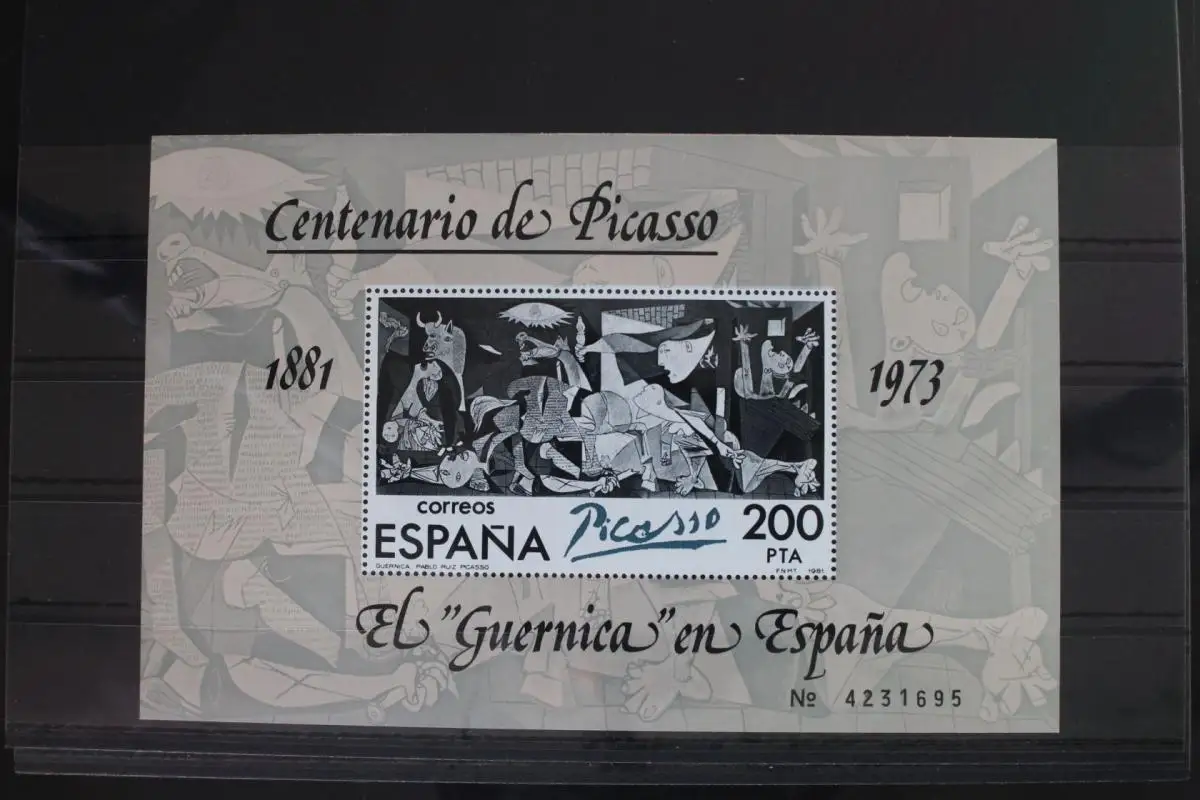 Centenario de Picasso
1881
1973
correos
ESPAÑA
Picasso
200
PTA
GUERNICA. PABLO RUIZ PICASSO
F.N.M.T. 1981
El "Guernica" en España
Nº 4231695